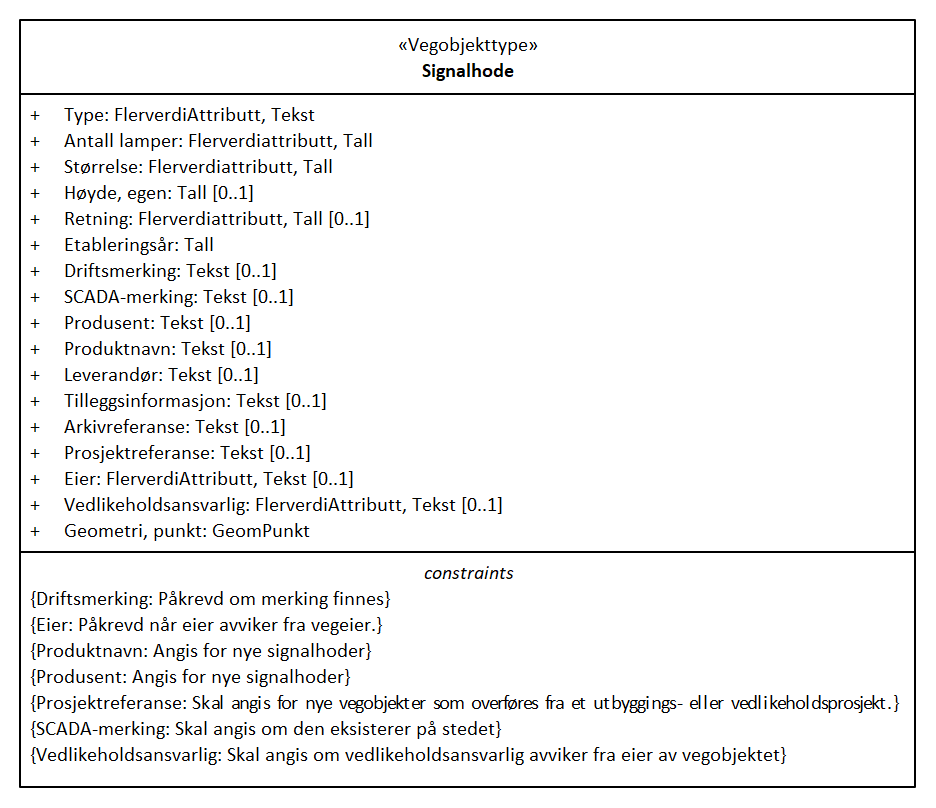 «Vegobjekttype»
Signalhode
+ Type: FlerverdiAttributt, Tekst
+ Antall lamper: Flerverdiattributt, Tall
+ Størrelse: Flerverdiattributt, Tall
+ Høyde, egen: Tall [0..1]
+ Retning: Flerverdiattributt, Tall [0..1]
+ Etableringsår: Tall
+ Driftsmerking: Tekst [0..1]
+ SCADA-merking: Tekst [0..1]
+ Produsent: Tekst [0..1]
+ Produktnavn: Tekst [0..1]
+ Leverandør: Tekst [0..1]
+ Tilleggsinformasjon: Tekst [0..1]
+ Arkivreferanse: Tekst [0..1]
+ Prosjektreferanse: Tekst [0..1]
+ Eier: FlerverdiAttributt, Tekst [0..1]
+ Vedlikeholdsansvarlig: FlerverdiAttributt, Tekst [0..1]
+ Geometri, punkt: GeomPunkt
constraints
{Driftsmerking: Påkrevd om merking finnes}
{Eier: Påkrevd når eier avviker fra vegeier.}
{Produktnavn: Angis for nye signalhoder}
{Produsent: Angis for nye signalhoder}
{Prosjektreferanse: Skal angis for nye vegobjekter som overføres fra et utbyggings- eller vedlikeholdsprosjekt.}
{SCADA-merking: Skal angis om den eksisterer på stedet}
{Vedlikeholdsansvarlig: Skal angis om vedlikeholdsansvarlig avviker fra eier av vegobjektet}